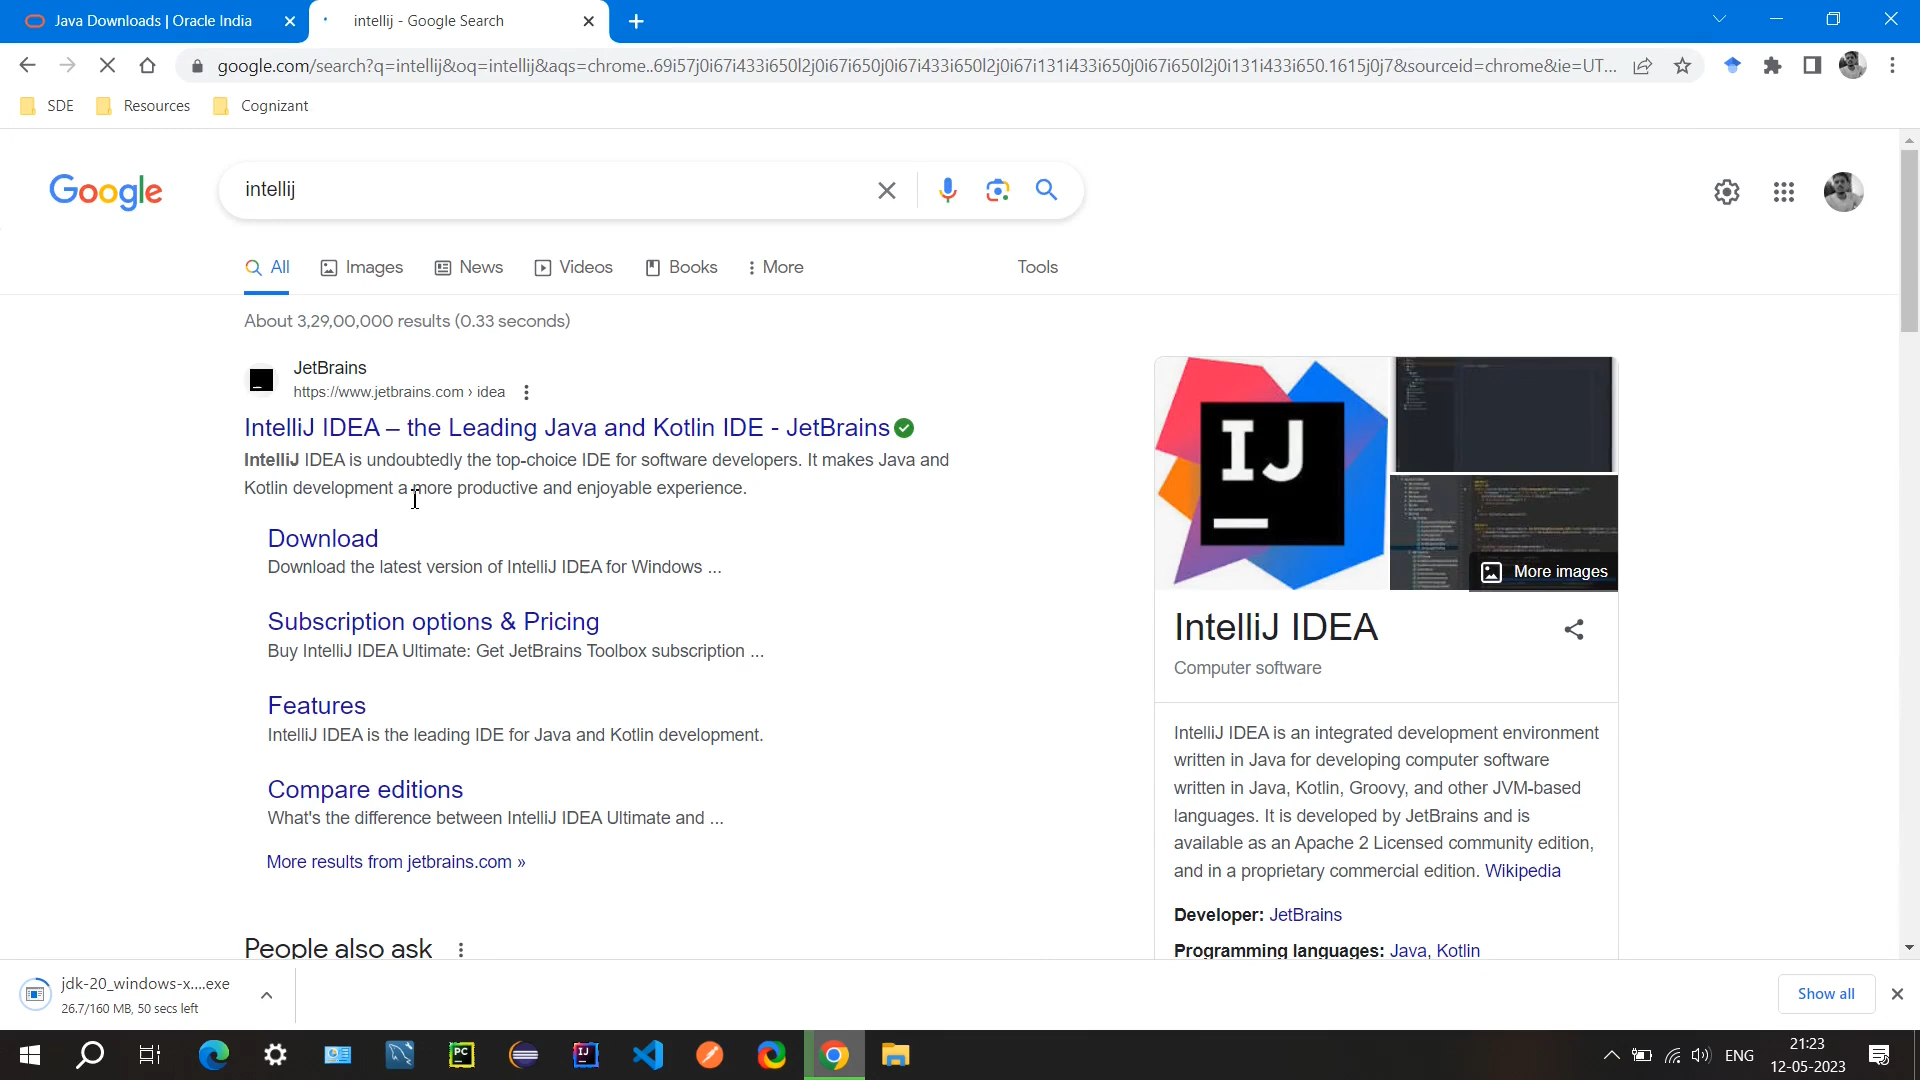 Java Downloads | Oracle India
intellij - Google Search
google.com/search?q=intellij&oq=intellij&aqs=chrome..69i57j0i67i433i650l2j0i67i650j0i67i433i650l2j0i67i131i433i650j0i67i650l2j0i131i433i650.1615j0j7&sourceid=chrome&ie=UT...
SDE
Resources
Cognizant
Google
intellij
All
Images
News
Videos
Books
More
Tools
About 3,29,00,000 results (0.33 seconds)
JetBrains
https://www.jetbrains.com › idea
IntelliJ IDEA – the Leading Java and Kotlin IDE - JetBrains
IntelliJ IDEA is undoubtedly the top-choice IDE for software developers. It makes Java and
Kotlin development a more productive and enjoyable experience.
Download
Download the latest version of IntelliJ IDEA for Windows ...
Subscription options & Pricing
Buy IntelliJ IDEA Ultimate: Get JetBrains Toolbox subscription ...
Features
IntelliJ IDEA is the leading IDE for Java and Kotlin development.
Compare editions
What's the difference between IntelliJ IDEA Ultimate and ...
More results from jetbrains.com »
People also ask
IJ
More images
IntelliJ IDEA
Computer software
IntelliJ IDEA is an integrated development environment
written in Java for developing computer software
written in Java, Kotlin, Groovy, and other JVM-based
languages. It is developed by JetBrains and is
available as an Apache 2 Licensed community edition,
and in a proprietary commercial edition. Wikipedia
Developer: JetBrains
Programming languages: Java, Kotlin
jdk-20_windows-x....exe
26.7/160 MB, 50 secs left
Show all
PC
IJ
ENG
21:23
12-05-2023